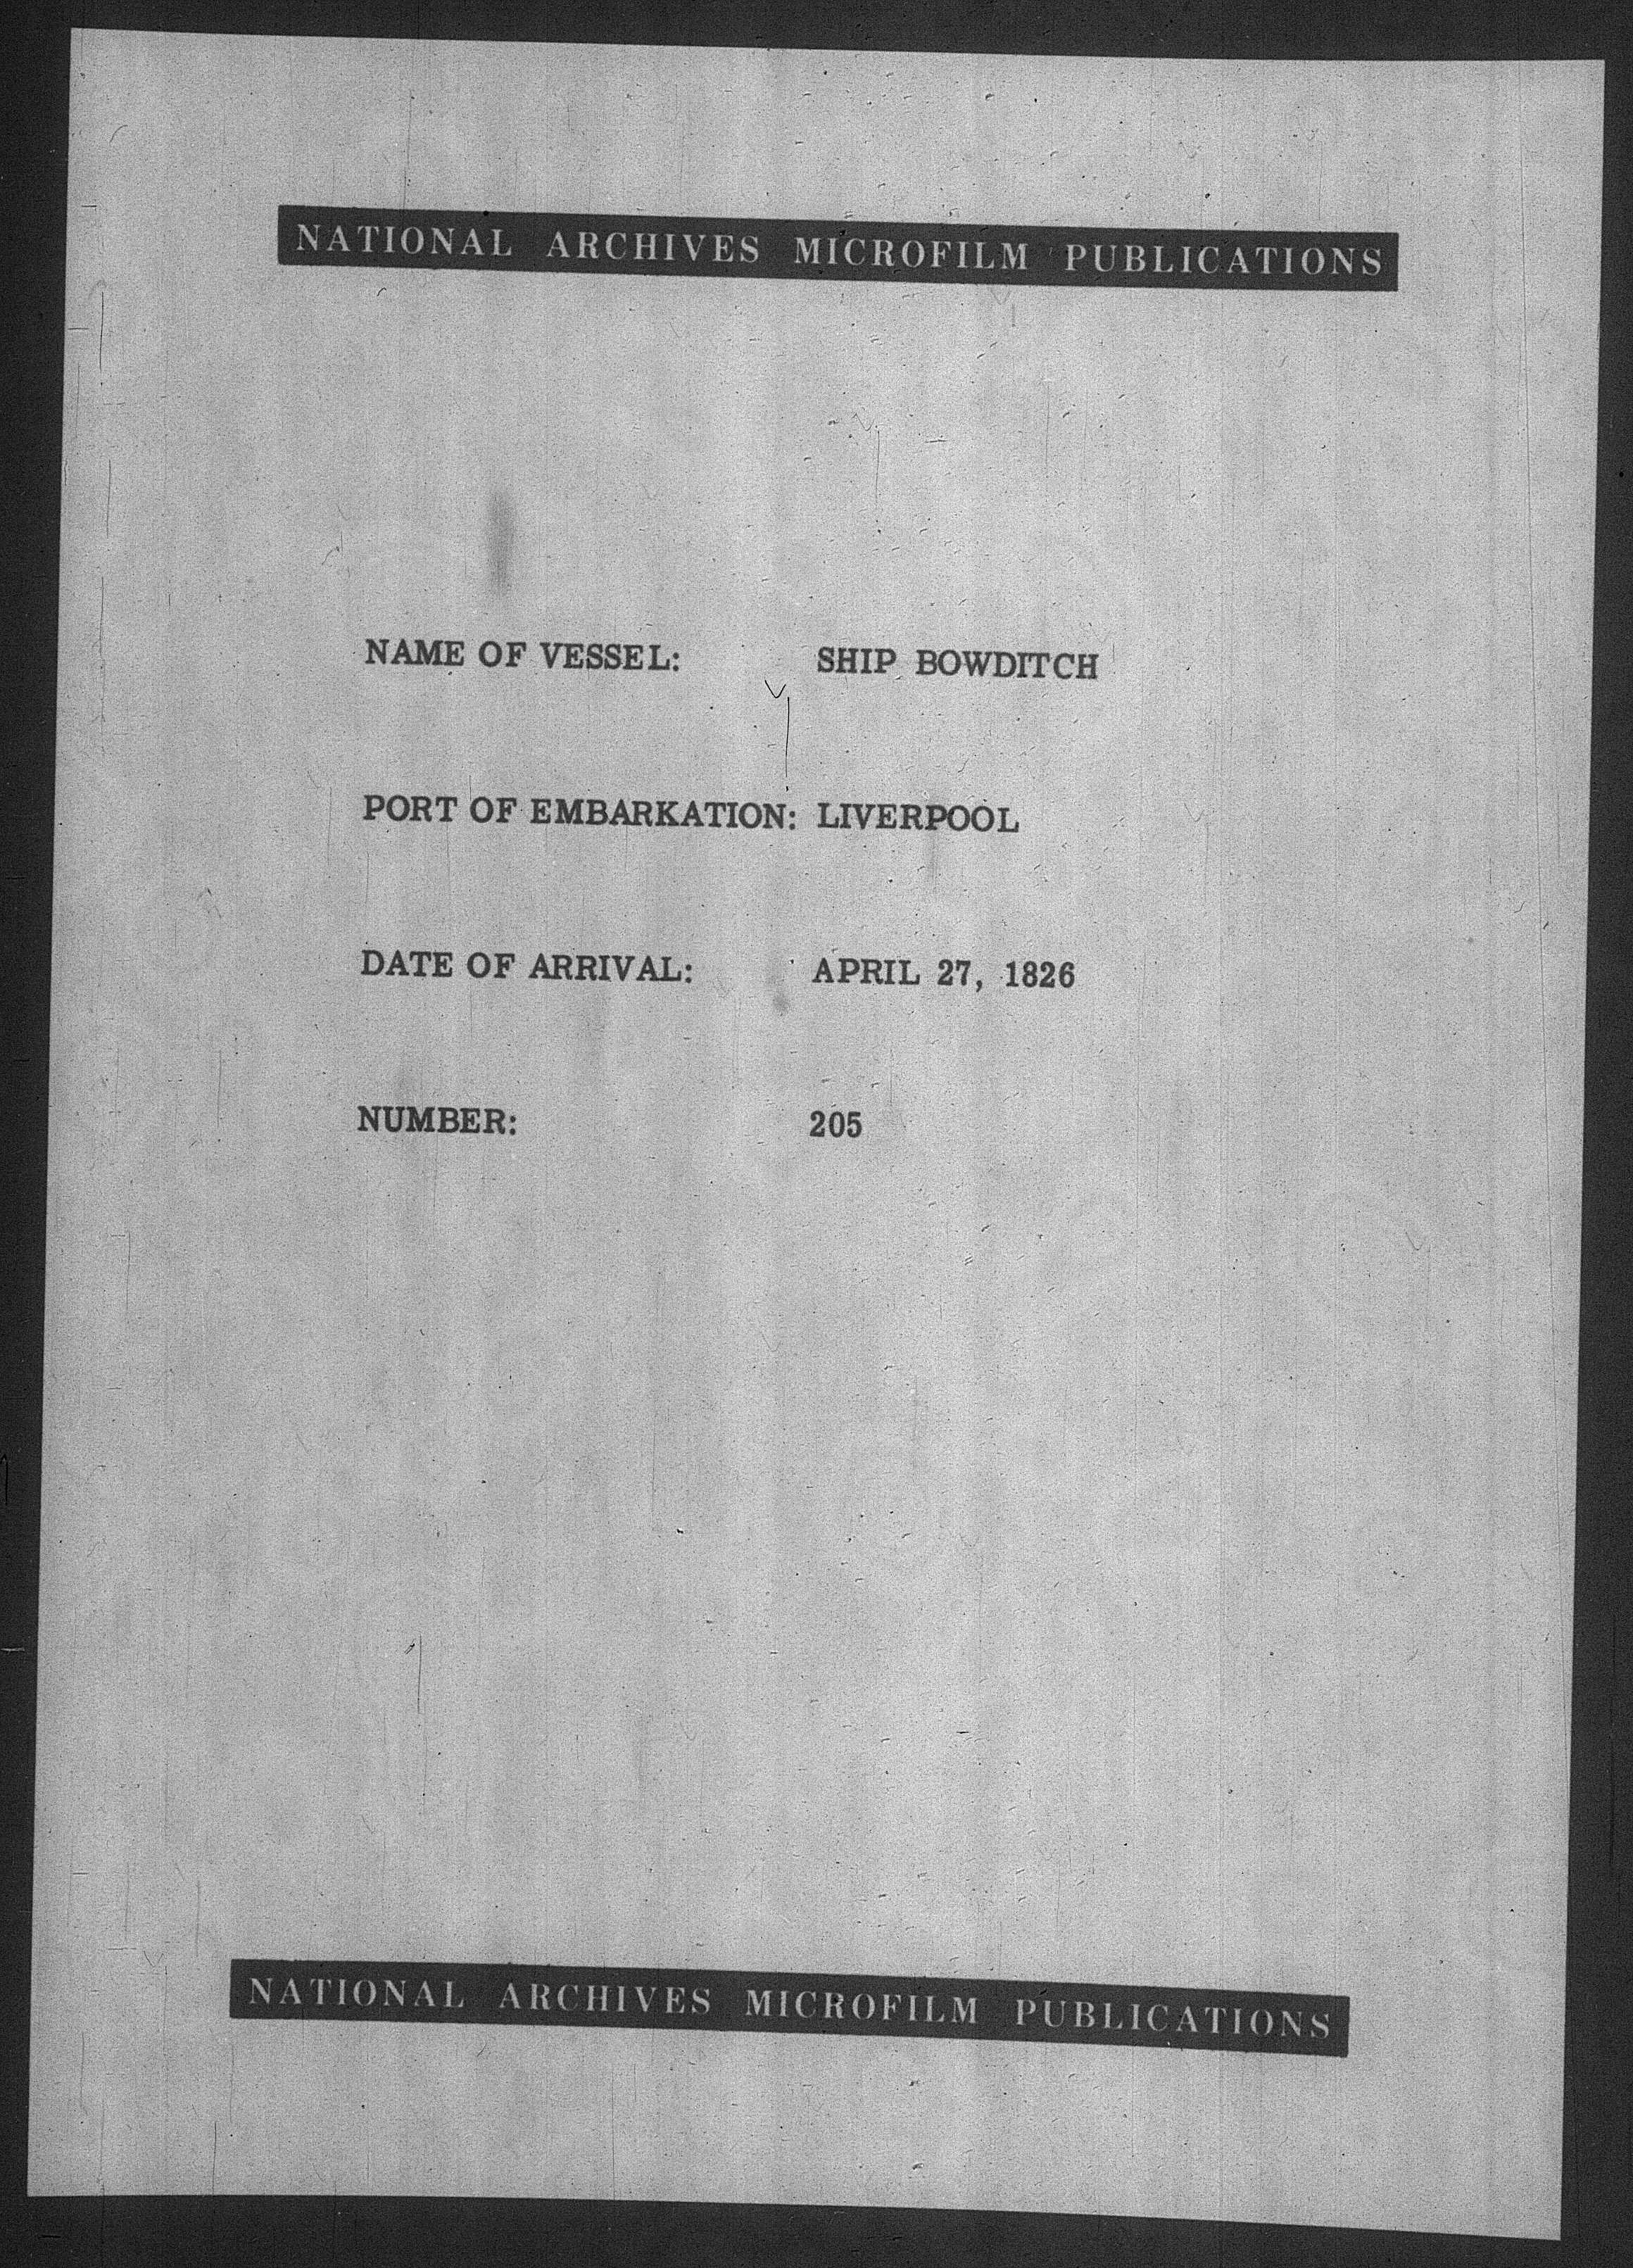 NATIONAL ARCHIVES MICROFILM PUBLICATIONS
NAME OF VESSEL: SHIP BOWDITCH
PORT OF EMBARKATION: LIVERPOOL
DATE OF ARRIVAL: APRIL 27, 1826
NUMBER: 205
NATIONAL ARCHIVES MICROFILM PUBLICATIONS